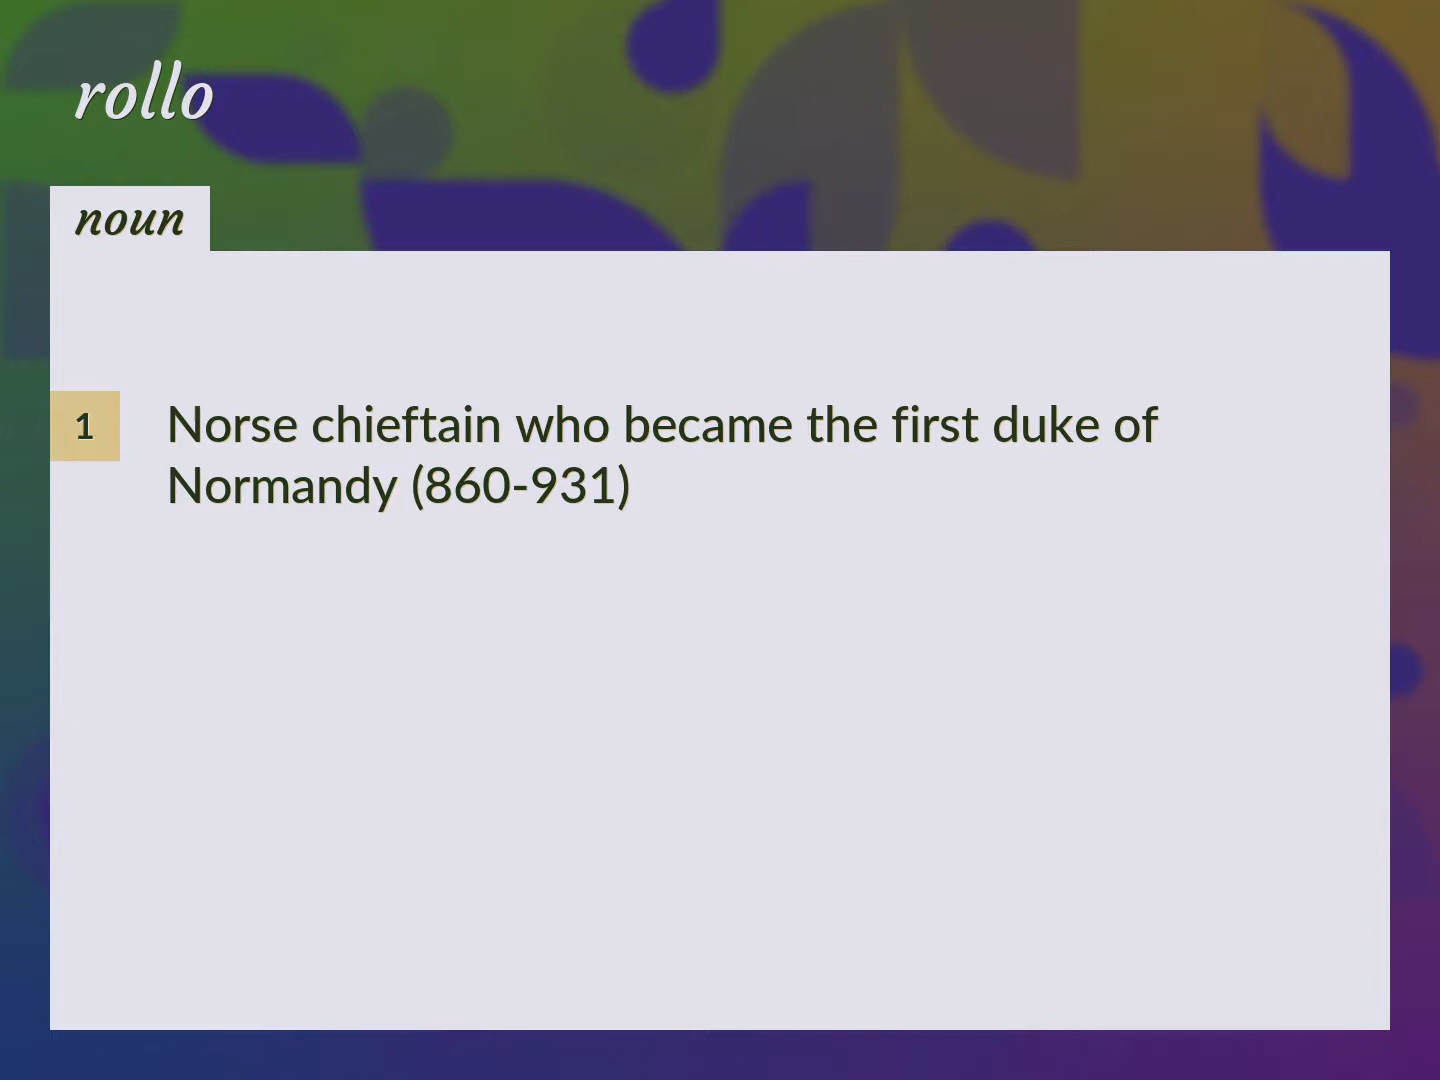 rollo
noun
1
Norse chieftain who became the first duke of
Normandy (860-931)